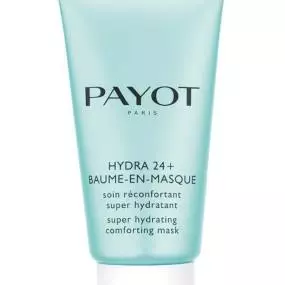 PAYOT
PARIS
HYDRA 24+
BAUME-EN-MASQUE
soin réconfortant
super hydratant
super hydrating
comforting mask